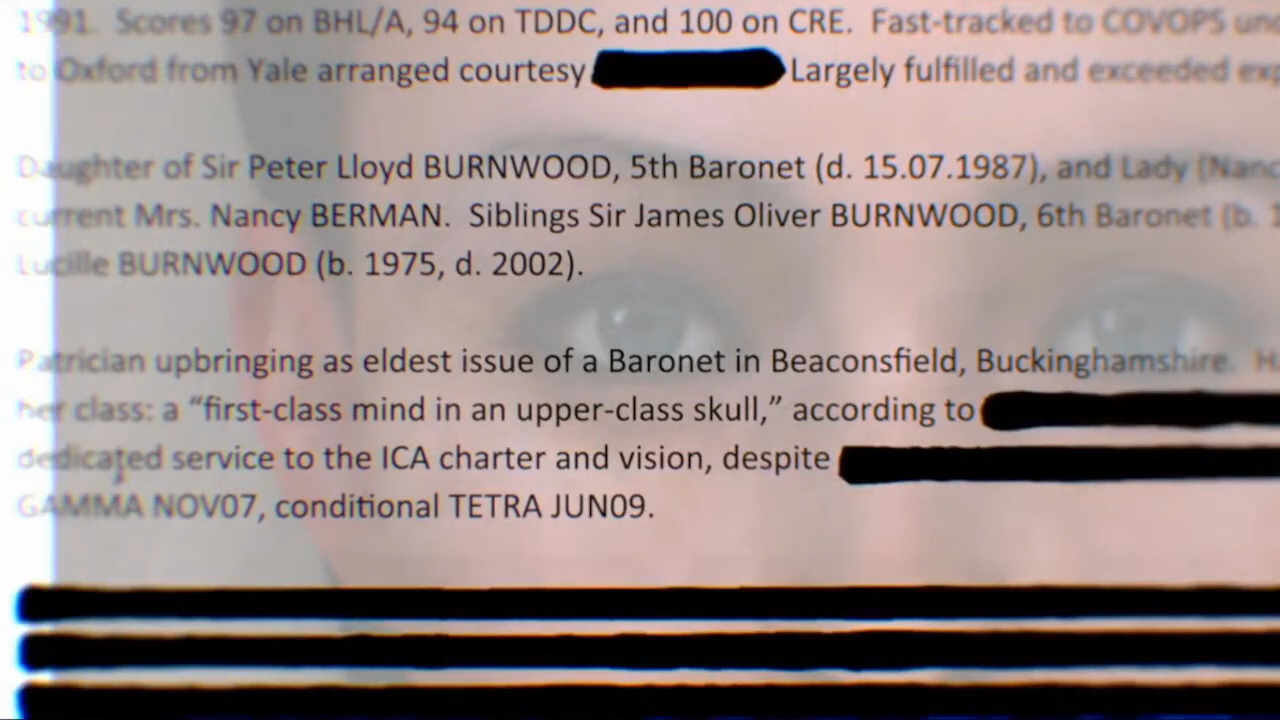 1991. Scores 97 on BHL/A, 94 on TDDC, and 100 on CRE. Fast-tracked to COVOPS
to Oxford from Yale arranged courtesy Largely fulfilled and exceeded
Daughter of Sir Peter Lloyd BURNWOOD, 5th Baronet (d. 15.07.1987), and Lady
current Mrs. Nancy BERMAN. Siblings Sir James Oliver BURNWOOD, 6th Baronet (b.
Lucille BURNWOOD (b. 1975, d. 2002).
Patrician upbringing as eldest issue of a Baronet in Beaconsfield, Buckinghamshire.
her class: a “first-class mind in an upper-class skull,” according to
dedicated service to the ICA charter and vision, despite
GAMMA NOV07, conditional TETRA JUN09.